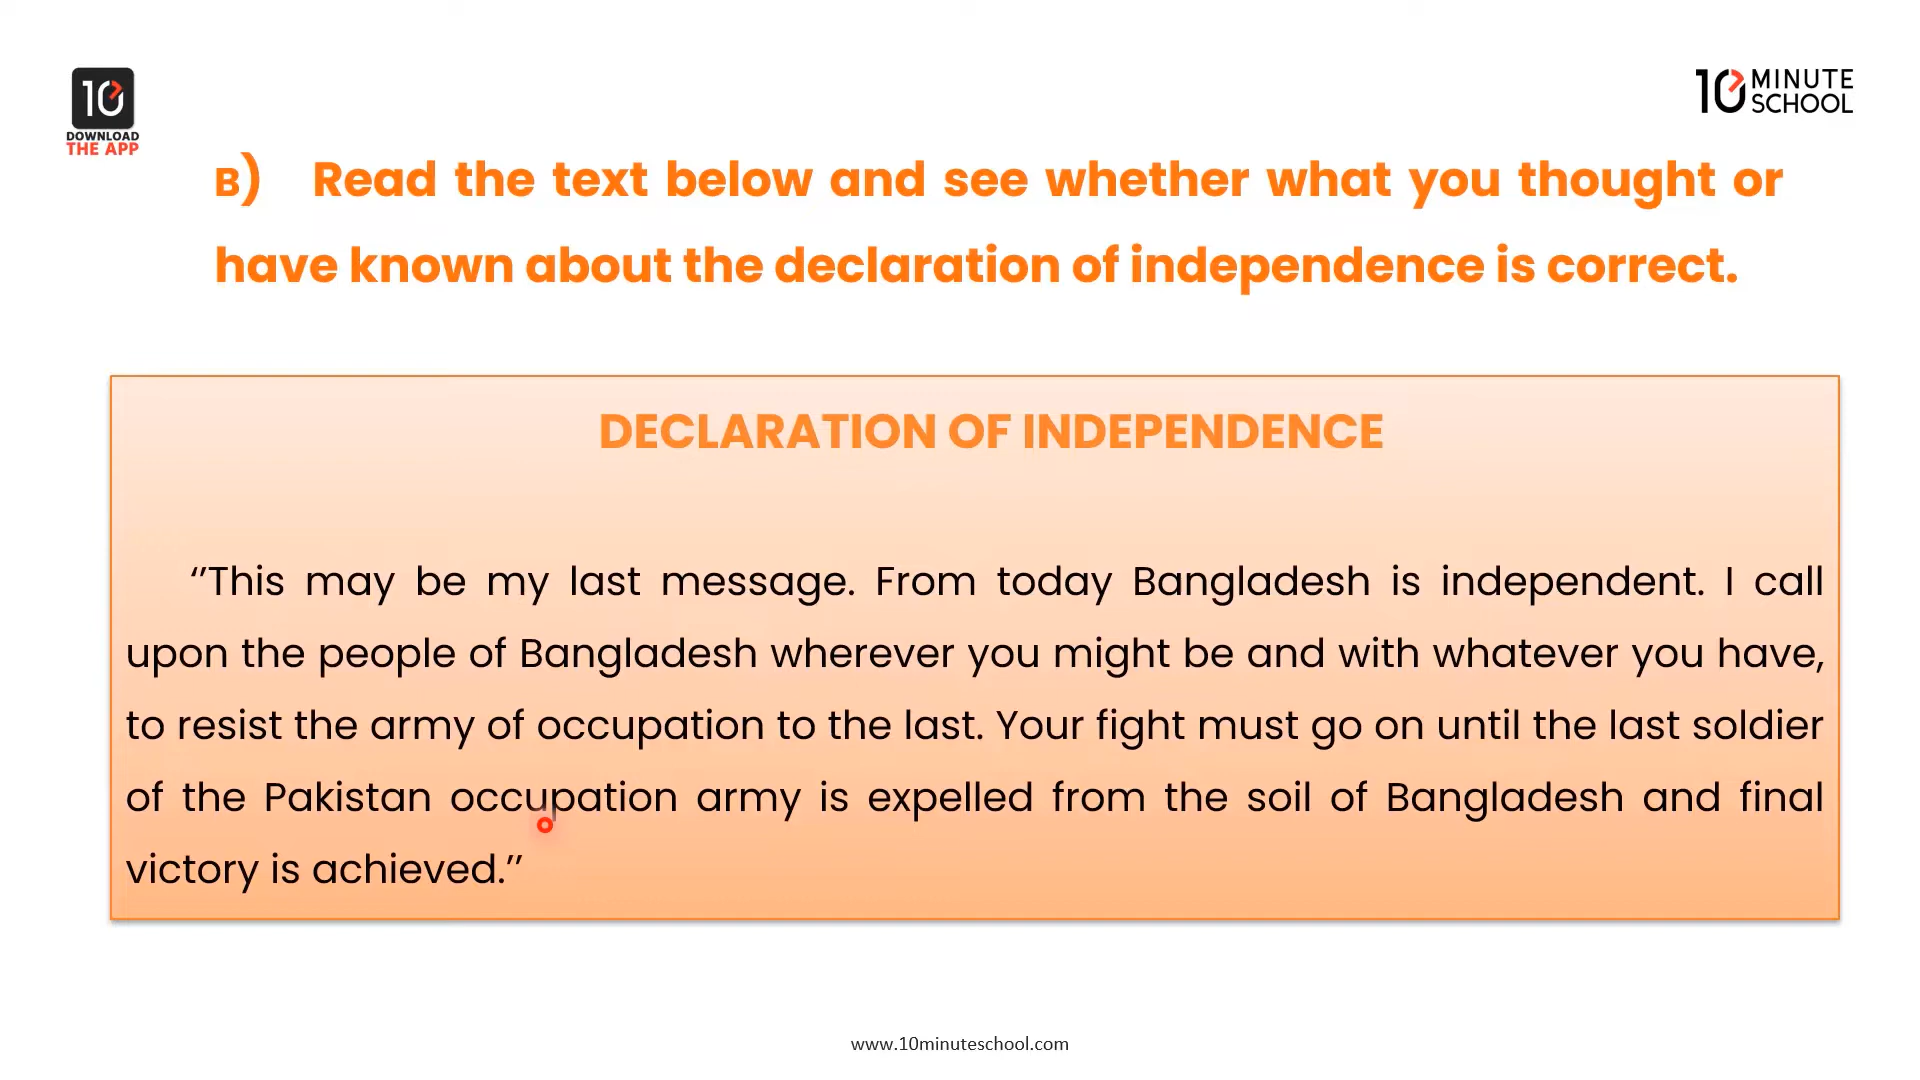 10
DOWNLOAD
THE APP
10 MINUTE
SCHOOL
B) Read the text below and see whether what you thought or
have known about the declaration of independence is correct.
DECLARATION OF INDEPENDENCE
‘’This may be my last message. From today Bangladesh is independent. I call
upon the people of Bangladesh wherever you might be and with whatever you have,
to resist the army of occupation to the last. Your fight must go on until the last soldier
of the Pakistan occupation army is expelled from the soil of Bangladesh and final
victory is achieved.’’
www.10minuteschool.com